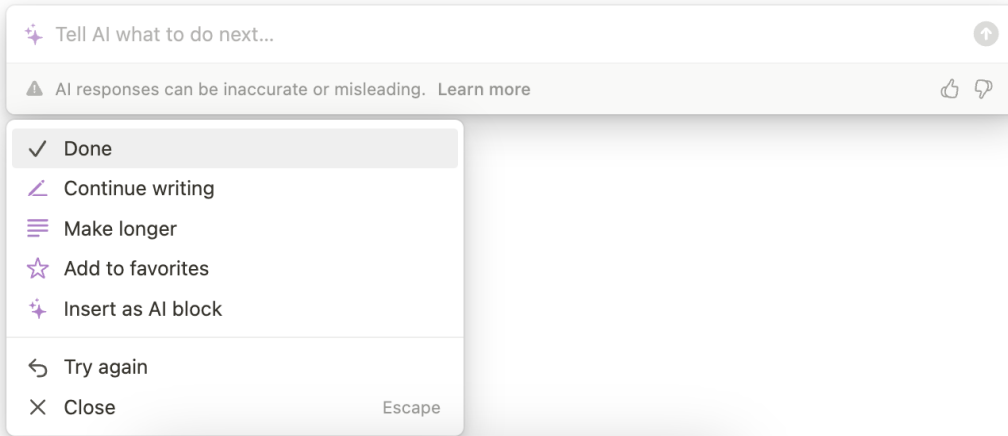 Tell AI what to do next...
AI responses can be inaccurate or misleading. Learn more
Done
Continue writing
Make longer
Add to favorites
Insert as AI block
Try again
Close Escape